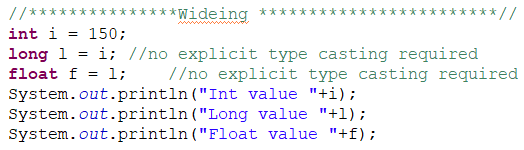 //***************Wideing ************************//
int i = 150;
long l = i; //no explicit type casting required
float f = l;    //no explicit type casting required
System.out.println("Int value "+i);
System.out.println("Long value "+l);
System.out.println("Float value "+f);